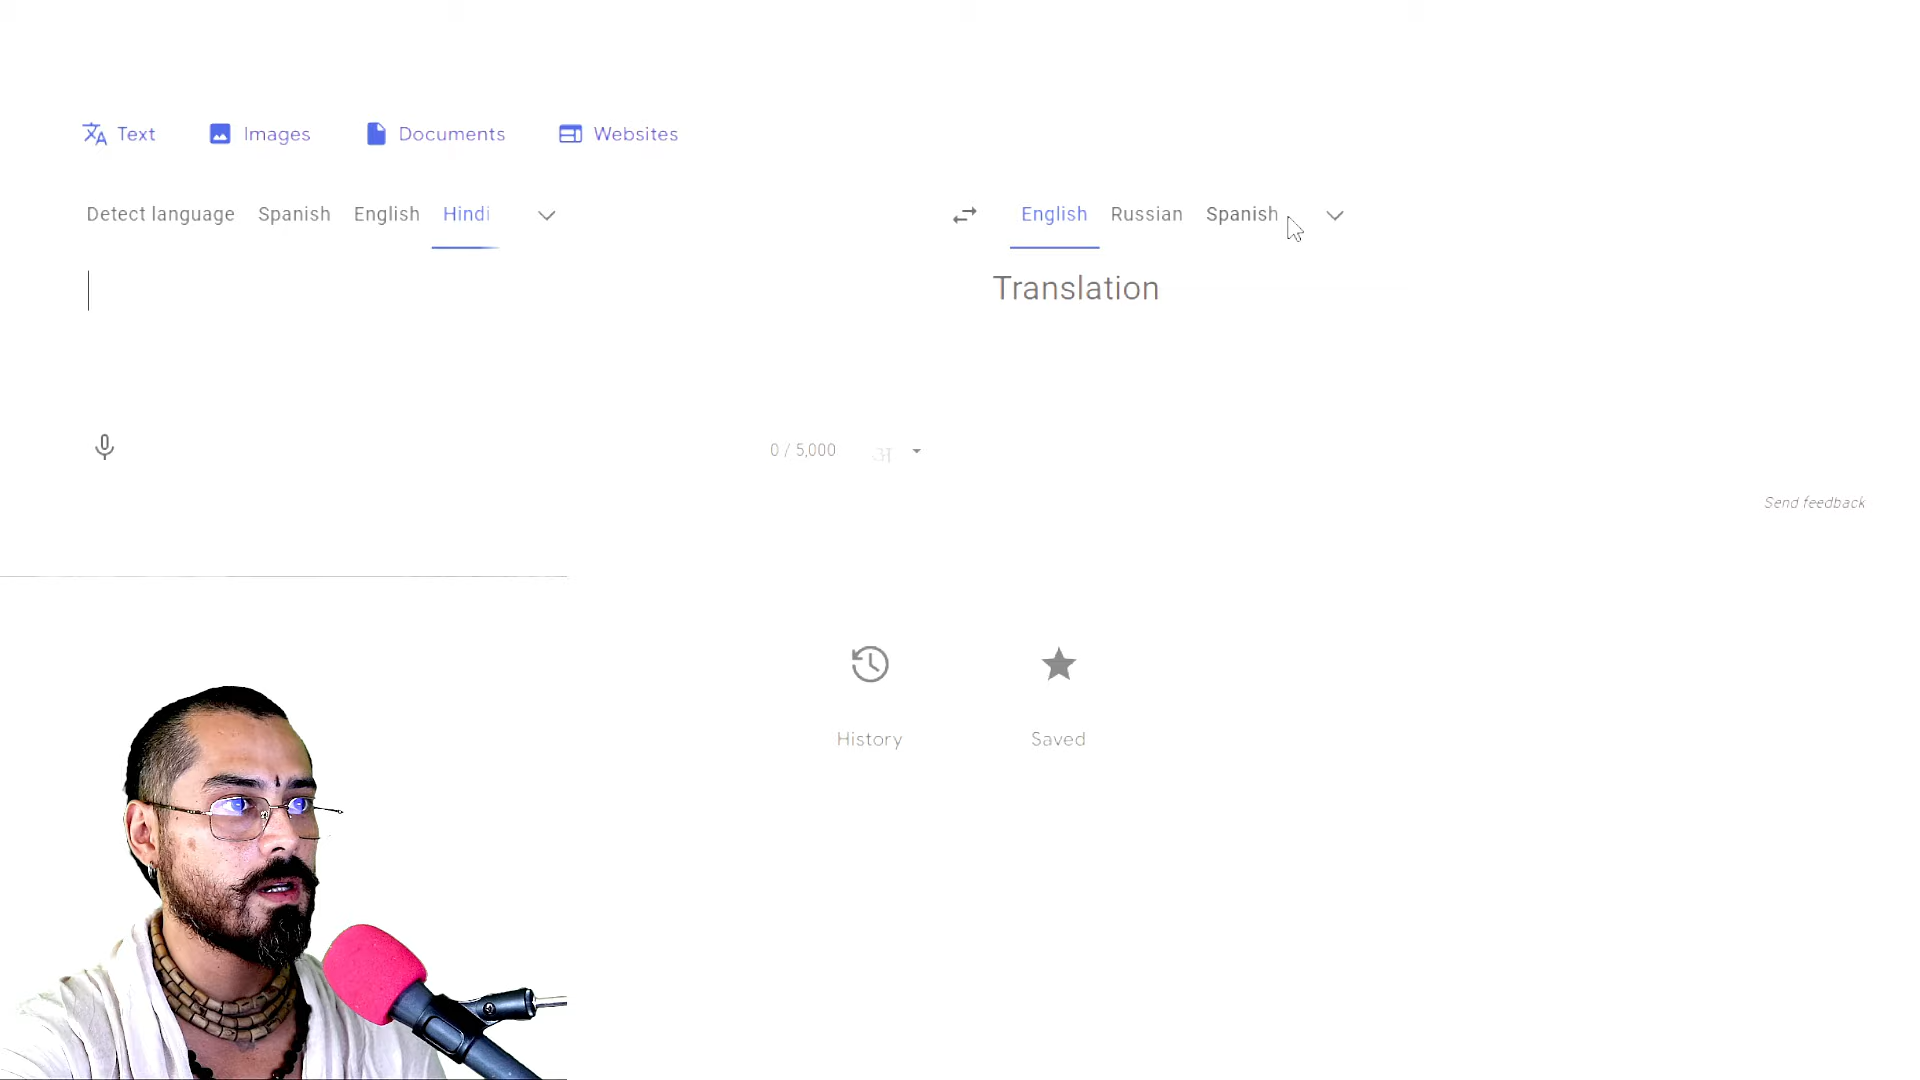 Text Images Documents Websites
Detect language Spanish English Hindi English Russian Spanish
Translation
0 / 5,000 अ
Send feedback
History Saved